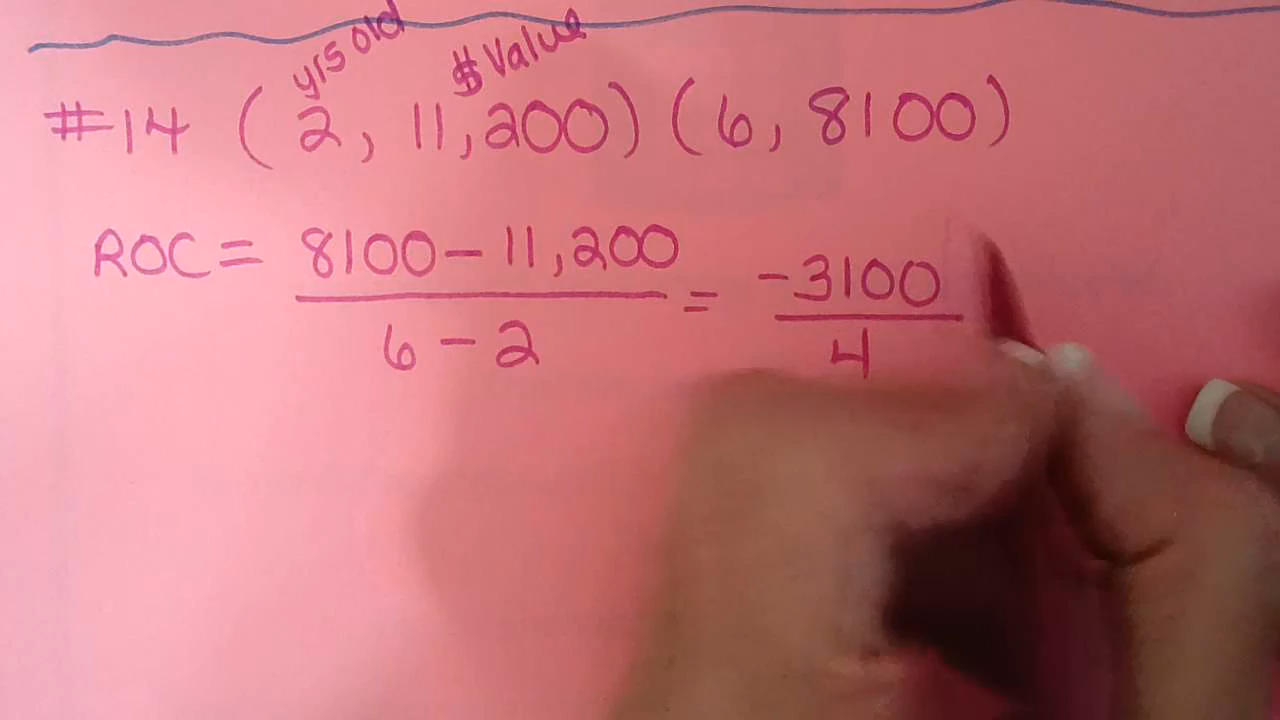 yrs old $ Value
#14 (2, 11,200) (6, 8100)
ROC = 8100 - 11,200 = -3100
6 - 2 4